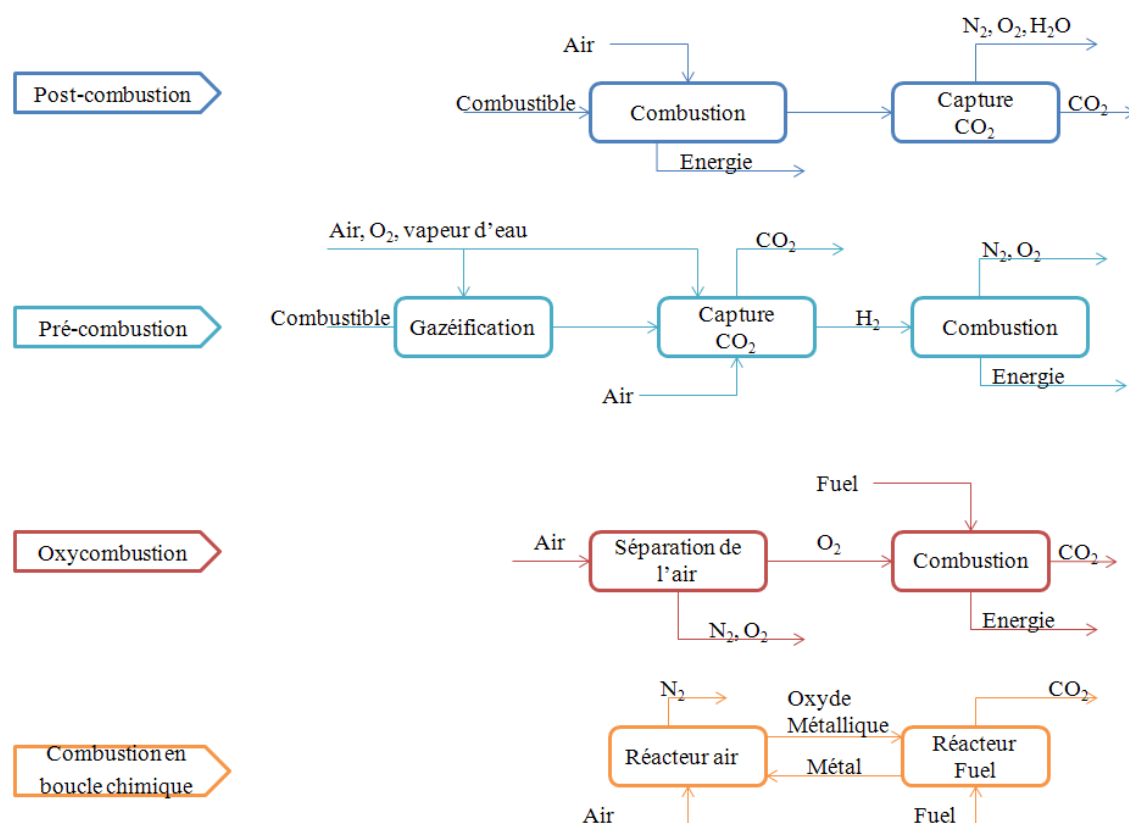 Air
N₂, O₂, H₂O
Post-combustion
Combustible
Combustion
Capture
CO₂
CO₂
Energie
Air, O₂, vapeur d'eau
CO₂
N₂, O₂
Pré-combustion
Combustible
Gazéification
Capture
CO₂
H₂
Combustion
Air
Energie
Fuel
Oxycombustion
Air
Séparation de
l'air
O₂
Combustion
CO₂
N₂, O₂
Energie
N₂
Oxyde
Métallique
CO₂
Combustion en
boucle chimique
Réacteur air
Métal
Réacteur
Fuel
Air
Fuel